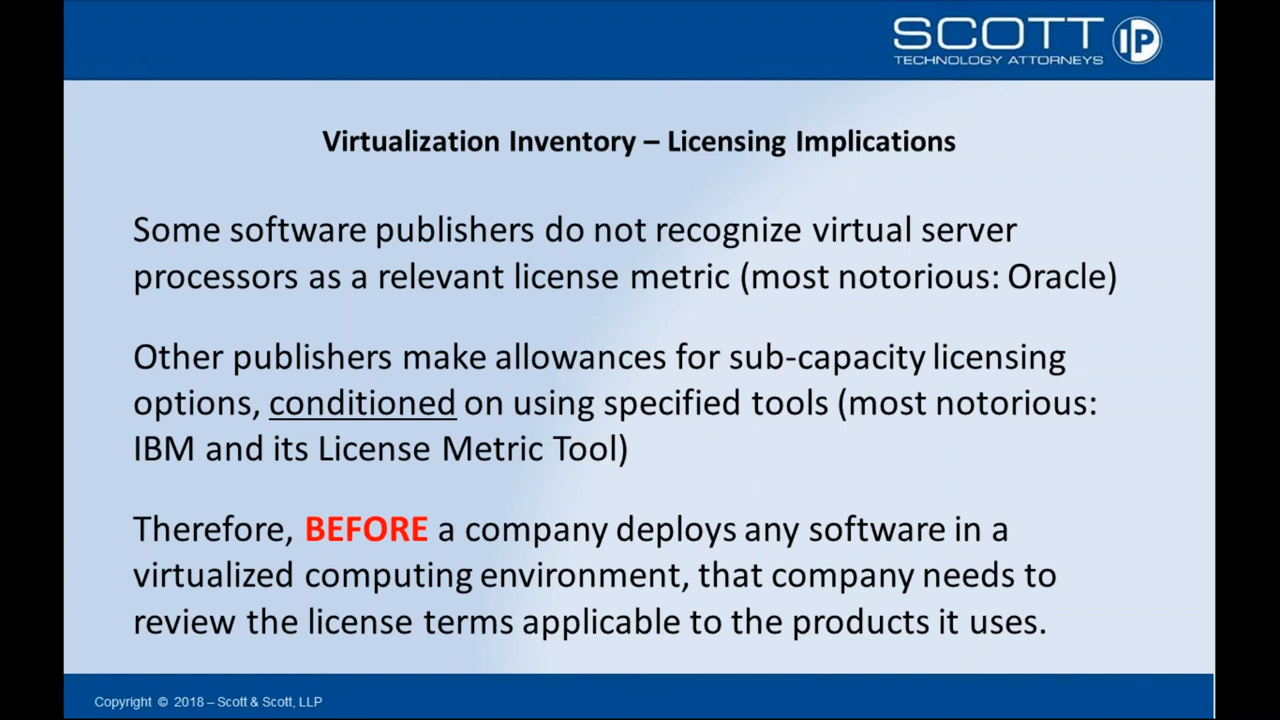 SCOTT IP
TECHNOLOGY ATTORNEYS
Virtualization Inventory – Licensing Implications
Some software publishers do not recognize virtual server
processors as a relevant license metric (most notorious: Oracle)
Other publishers make allowances for sub-capacity licensing
options, conditioned on using specified tools (most notorious:
IBM and its License Metric Tool)
Therefore, BEFORE a company deploys any software in a
virtualized computing environment, that company needs to
review the license terms applicable to the products it uses.
Copyright © 2018 – Scott & Scott, LLP